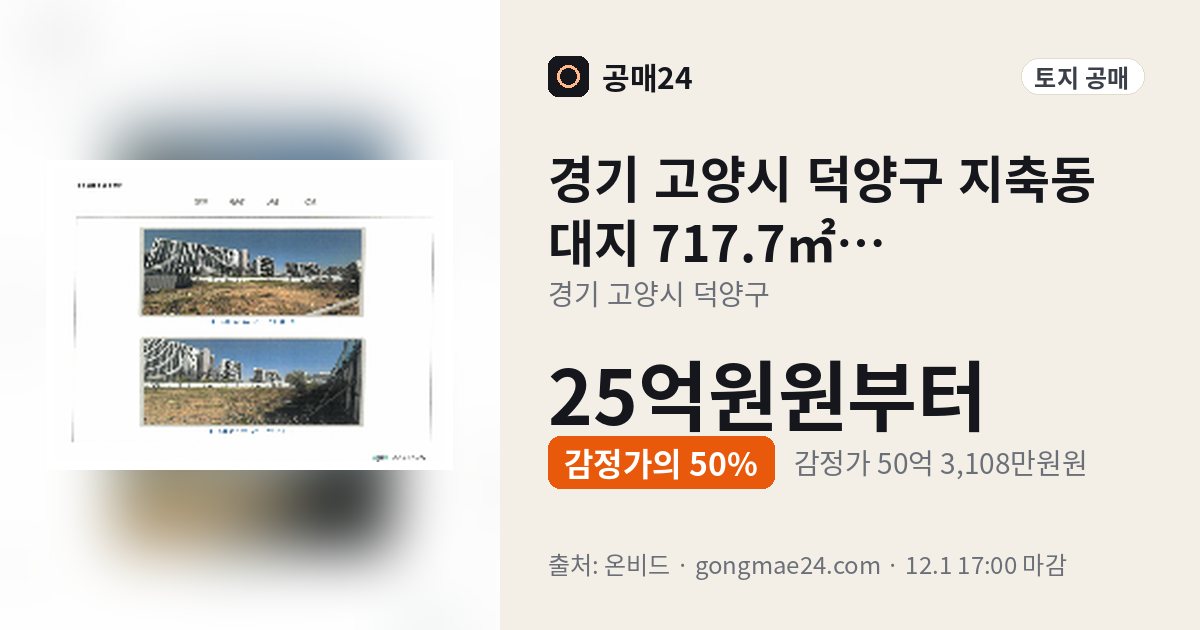 공매24
토지 공매
경기 고양시 덕양구 지축동
대지 717.7㎡…
경기 고양시 덕양구
25억원원부터
감정가의 50%
감정가 50억 3,108만원원
출처: 온비드 · gongmae24.com · 12.1 17:00 마감